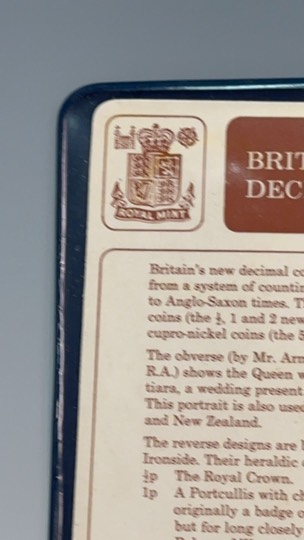 ROYAL MINT
BRIT
DEC
Britain's new decimal co
from a system of countin
to Anglo-Saxon times. T
coins (the ½, 1 and 2 new
cupro-nickel coins (the 5
The obverse (by Mr. Arn
R.A.) shows the Queen w
tiara, a wedding present
This portrait is also used
and New Zealand.
The reverse designs are b
Ironside. Their heraldic
½p The Royal Crown.
1p A Portcullis with ch
originally a badge o
but for long closely